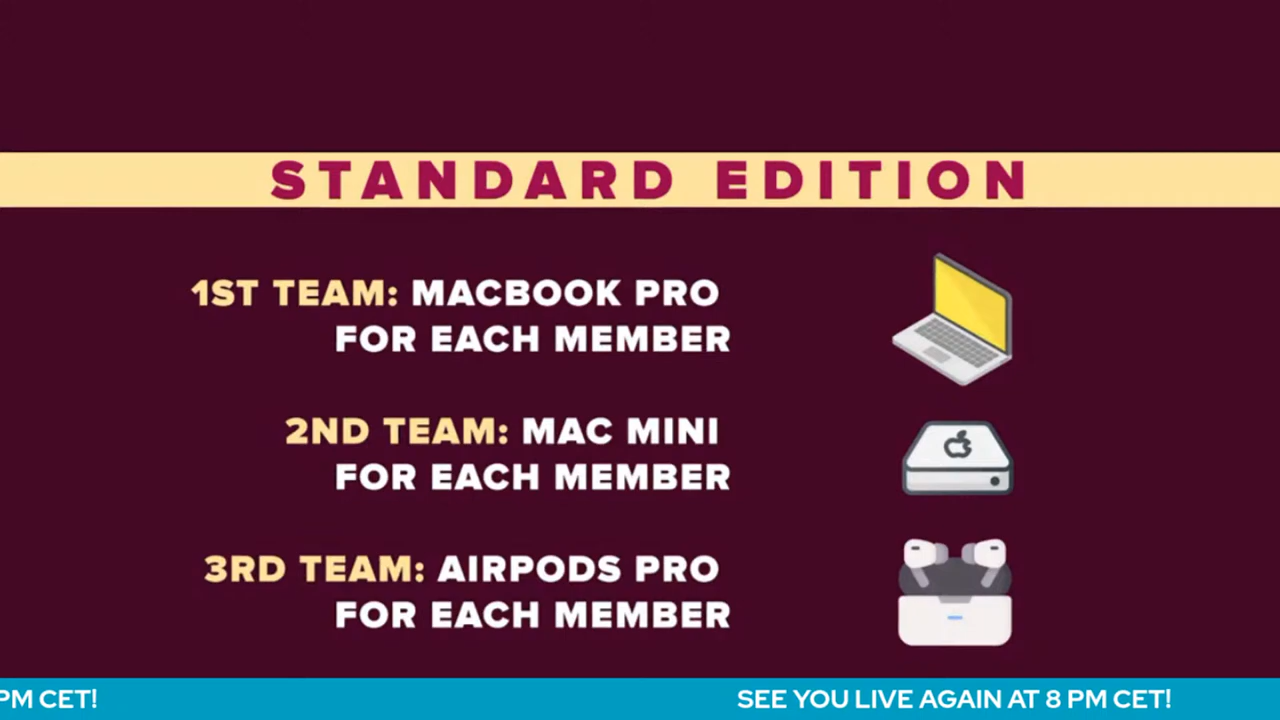 STANDARD EDITION
1ST TEAM: MACBOOK PRO
FOR EACH MEMBER
2ND TEAM: MAC MINI
FOR EACH MEMBER
3RD TEAM: AIRPODS PRO
FOR EACH MEMBER
PM CET! SEE YOU LIVE AGAIN AT 8 PM CET!